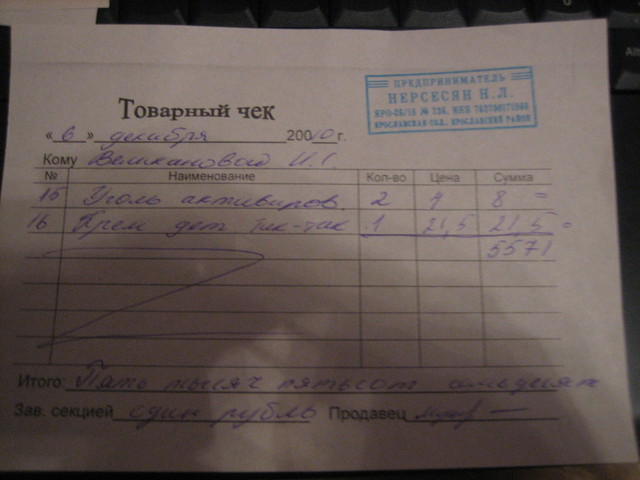 ПРЕДПРИНИМАТЕЛЬ
НЕРСЕСЯН Н.Л.
ЯРОСЛАВСКАЯ ОБЛ. ЯРОСЛАВСКИЙ РАЙОН
Товарный чек
«6» декабря 20010 г.
Кому Великановой И.
№ Наименование Кол-во Цена Сумма
15 Уголь активиров. 2 4 8 =
16 Крем дет Тик-так 1 21,5 21,5 =
5571
Итого: Пять тысяч пятьсот семьдесят
Зав. секцией один рубль Продавец